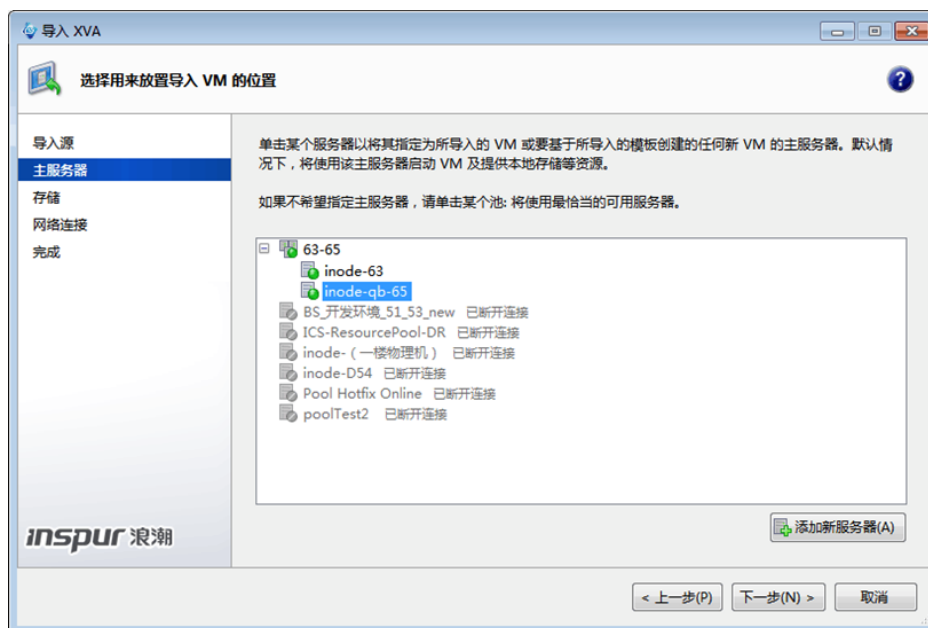 导入 XVA
选择用来放置导入 VM 的位置
导入源
主服务器
存储
网络连接
完成
单击某个服务器以将其指定为所导入的 VM 或要基于所导入的模板创建的任何新 VM 的主服务器。默认情
况下，将使用该主服务器启动 VM 及提供本地存储等资源。
如果不希望指定主服务器，请单击某个池: 将使用最恰当的可用服务器。
63-65
inode-63
inode-qb-65
BS_开发环境_51_53_new 已断开连接
ICS-ResourcePool-DR 已断开连接
inode-（一楼物理机） 已断开连接
inode-D54 已断开连接
Pool Hotfix Online 已断开连接
poolTest2 已断开连接
添加新服务器(A)
inspur 浪潮
< 上一步(P) 下一步(N) > 取消